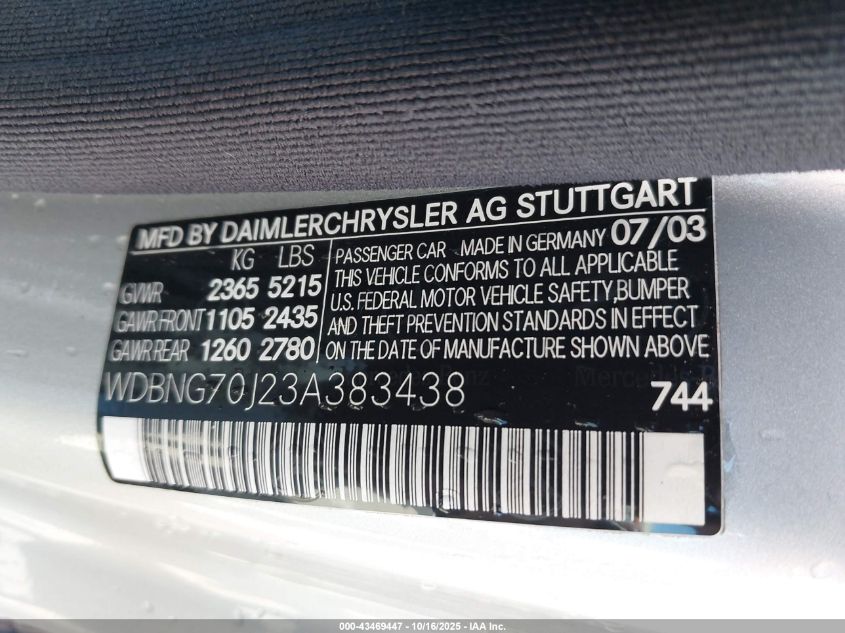 MFD BY DAIMLERCHRYSLER AG STUTTGART
KG LBS
GVWR 2365 5215
GAWR FRONT 1105 2435
GAWR REAR 1260 2780
PASSENGER CAR MADE IN GERMANY 07/03
THIS VEHICLE CONFORMS TO ALL APPLICABLE
U.S. FEDERAL MOTOR VEHICLE SAFETY,BUMPER
AND THEFT PREVENTION STANDARDS IN EFFECT
ON THE DATE OF MANUFACTURE SHOWN ABOVE
WDBNG70J23A383438
744
000-43469447 - 10/16/2025 - IAA Inc.